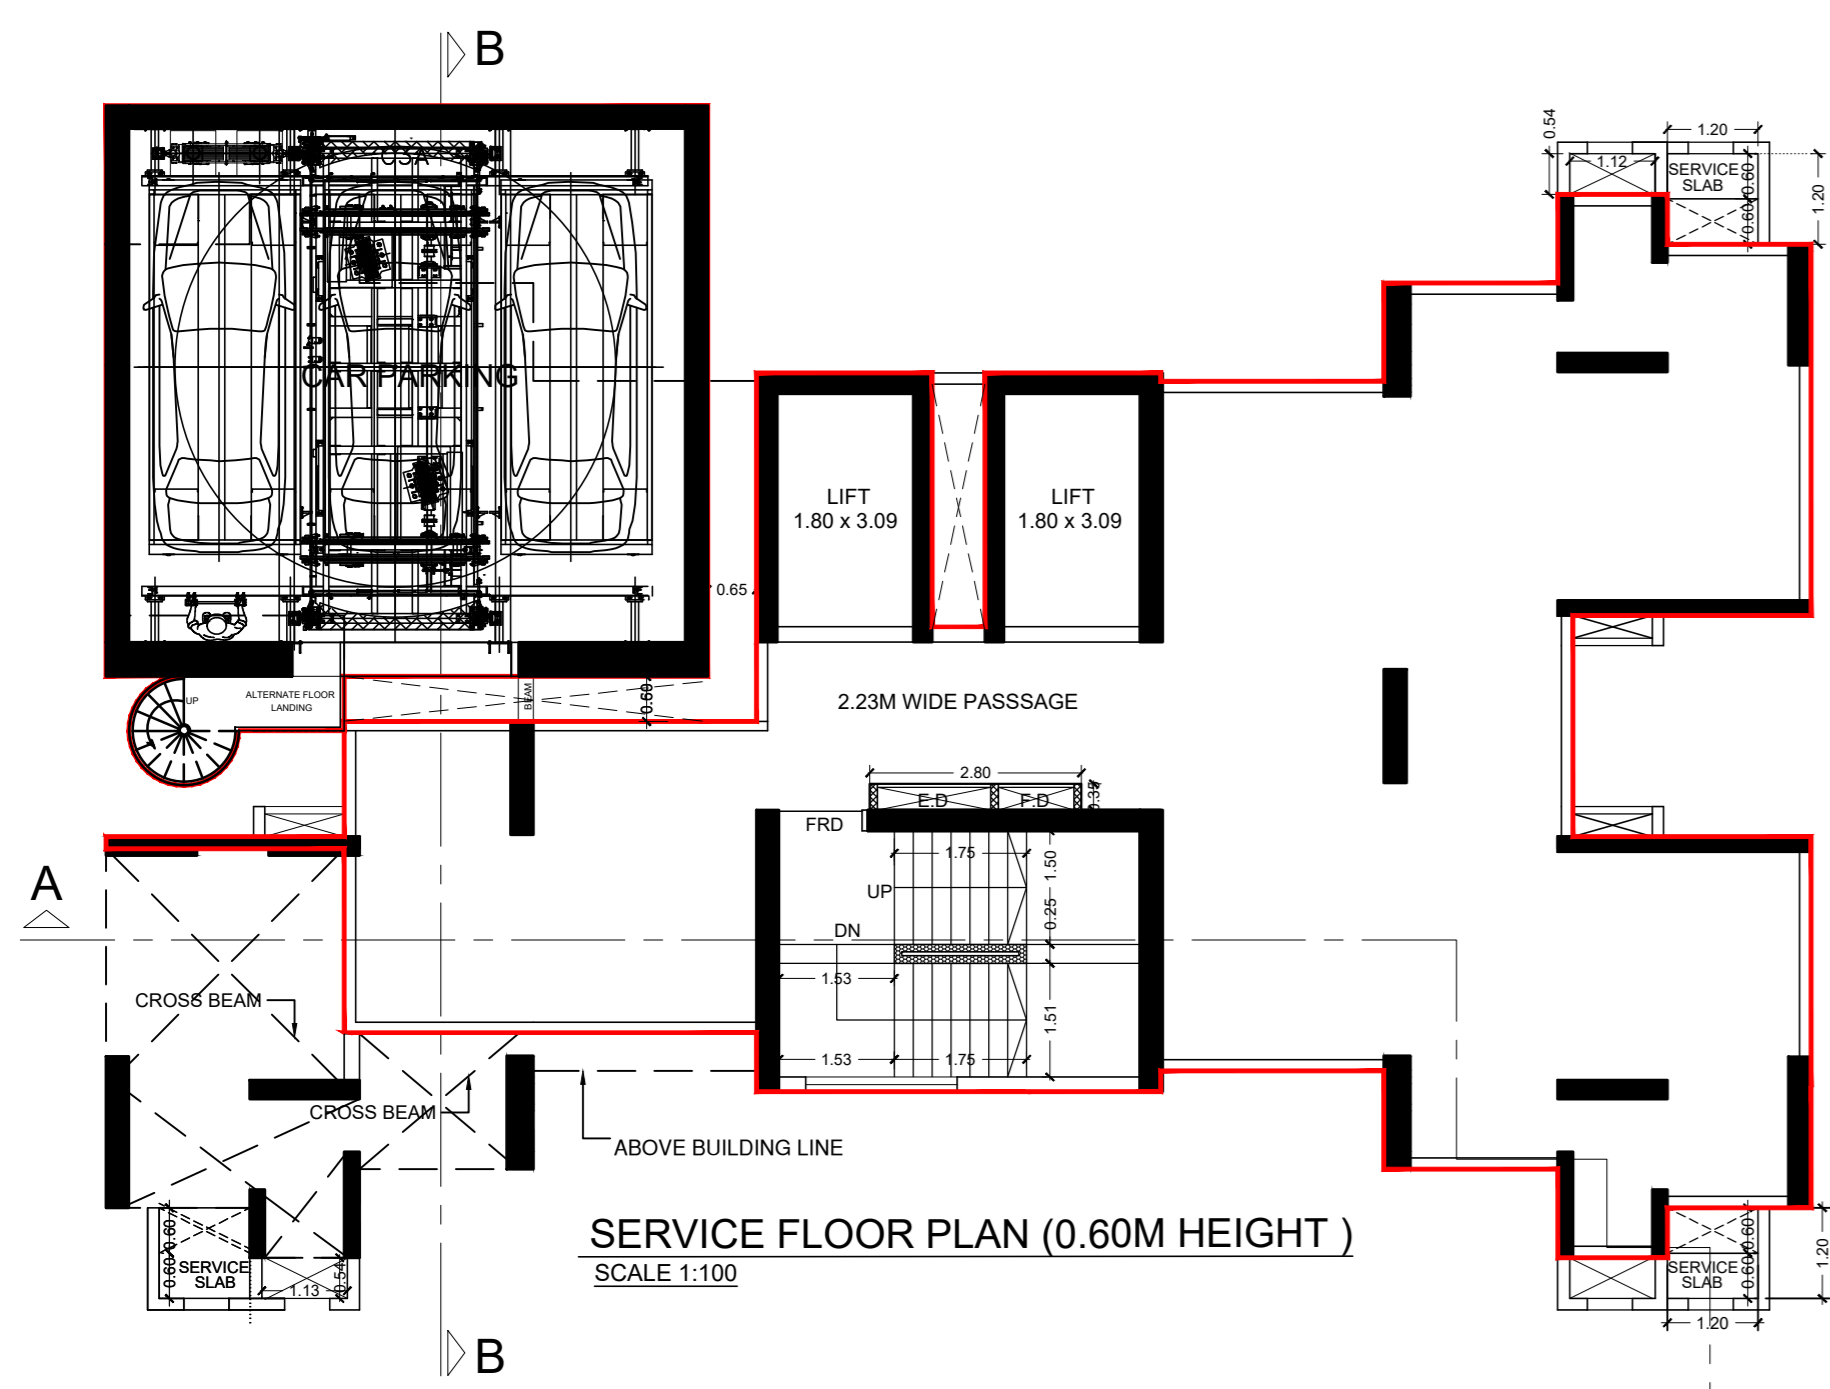 B
0.54
1.20
1.12
SERVICE
SLAB
0.60
0.60
1.20
CSA
CAR PARKING
LIFT
1.80 x 3.09
LIFT
1.80 x 3.09
0.65
UP
ALTERNATE FLOOR
LANDING
BEAM
0.60
2.23M WIDE PASSSAGE
2.80
E.D
F.D
0.35
FRD
1.75
1.50
UP
0.25
DN
1.53
1.51
1.53
1.75
A
CROSS BEAM
CROSS BEAM
ABOVE BUILDING LINE
0.60
0.60
SERVICE
SLAB
1.13
0.54
SERVICE FLOOR PLAN (0.60M HEIGHT )
SCALE 1:100
0.60
0.60
SERVICE
SLAB
1.20
1.20
B